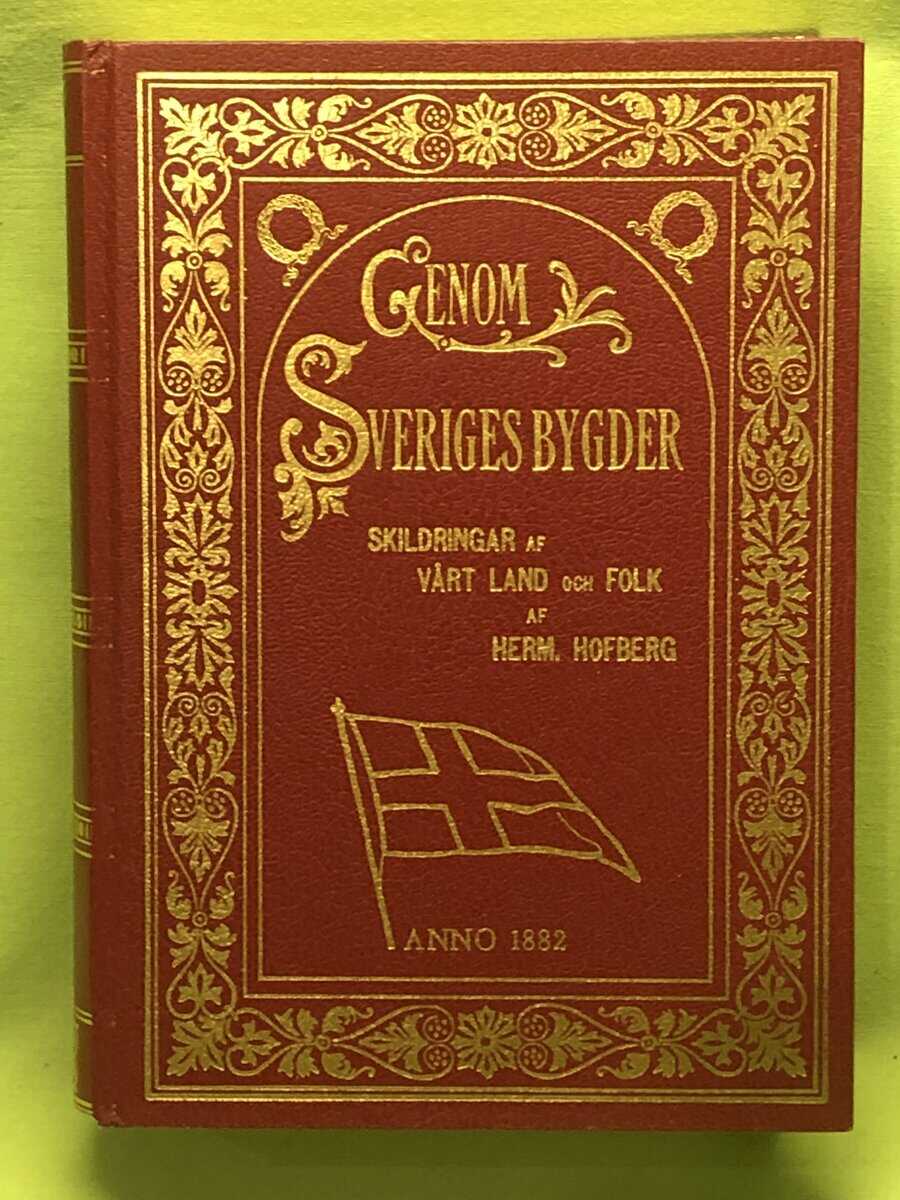 GENOM
SVERIGES BYGDER
SKILDRINGAR AF
VÅRT LAND OCH FOLK
AF
HERM. HOFBERG
ANNO 1882